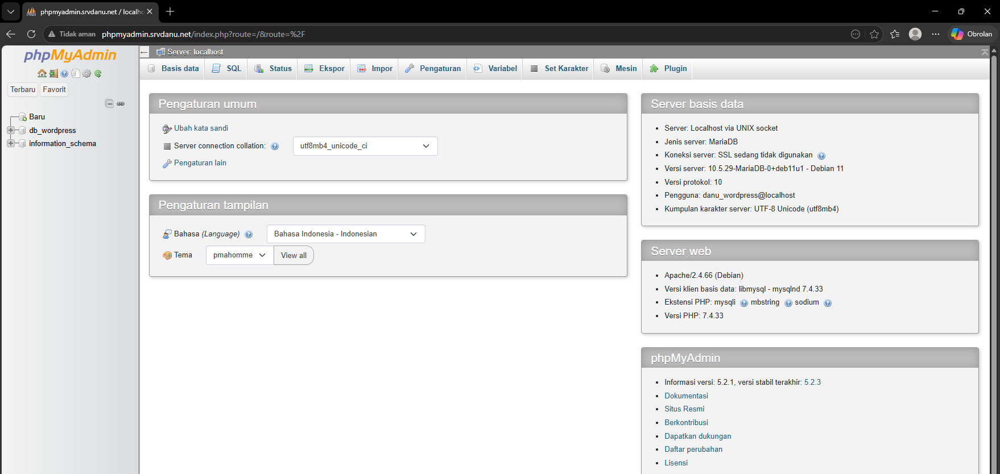 phpmyadmin.srvdanu.net / localho
Tidak aman phpmyadmin.srvdanu.net/index.php?route=/&route=%2F
Obrolan
phpMyAdmin
Terbaru Favorit
Baru
db_wordpress
information_schema
Server: localhost
Basis data SQL Status Ekspor Impor Pengaturan Variabel Set Karakter Mesin Plugin
Pengaturan umum
Ubah kata sandi
Server connection collation: utf8mb4_unicode_ci
Pengaturan lain
Pengaturan tampilan
Bahasa (Language) Bahasa Indonesia - Indonesian
Tema pmahomme View all
Server basis data
Server: Localhost via UNIX socket
Jenis server: MariaDB
Koneksi server: SSL sedang tidak digunakan
Versi server: 10.5.29-MariaDB-0+deb11u1 - Debian 11
Versi protokol: 10
Pengguna: danu_wordpress@localhost
Kumpulan karakter server: UTF-8 Unicode (utf8mb4)
Server web
Apache/2.4.66 (Debian)
Versi klien basis data: libmysql - mysqlnd 7.4.33
Ekstensi PHP: mysqli mbstring sodium
Versi PHP: 7.4.33
phpMyAdmin
Informasi versi: 5.2.1, versi stabil terakhir: 5.2.3
Dokumentasi
Situs Resmi
Berkontribusi
Dapatkan dukungan
Daftar perubahan
Lisensi